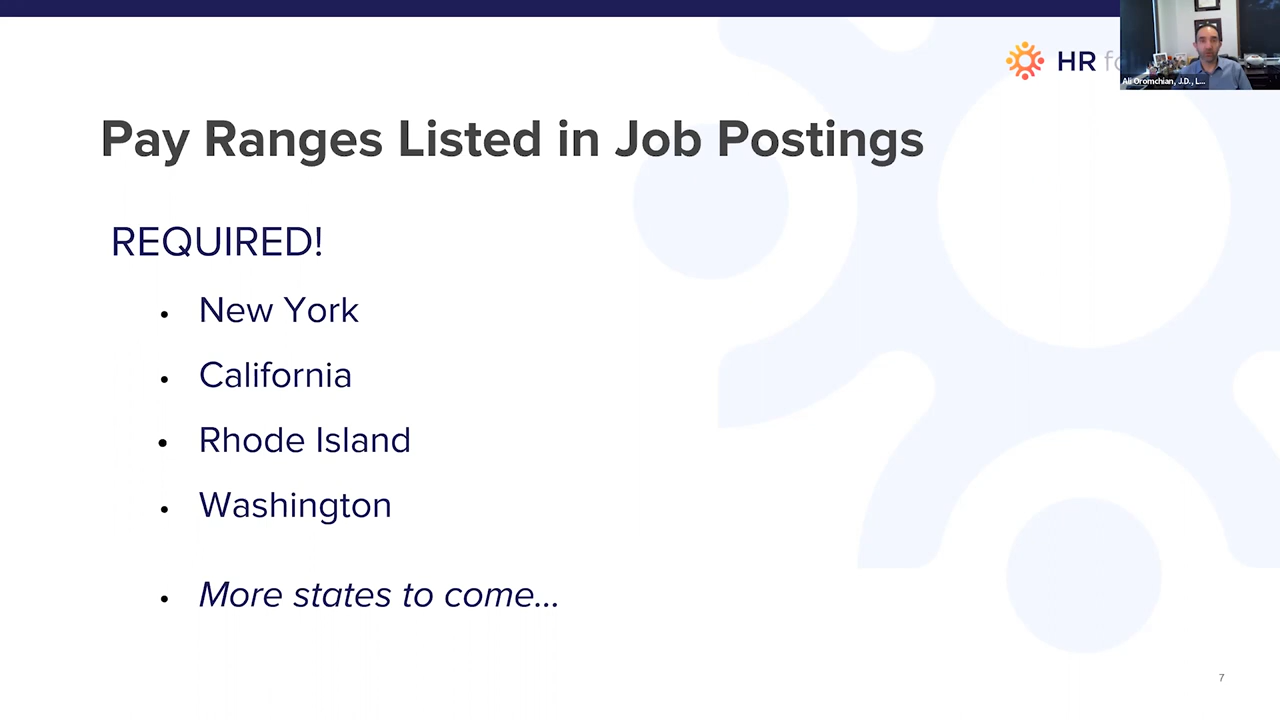 HR
Ali Oromchian, J.D., L...
Pay Ranges Listed in Job Postings
REQUIRED!
• New York
• California
• Rhode Island
• Washington
• More states to come...
7